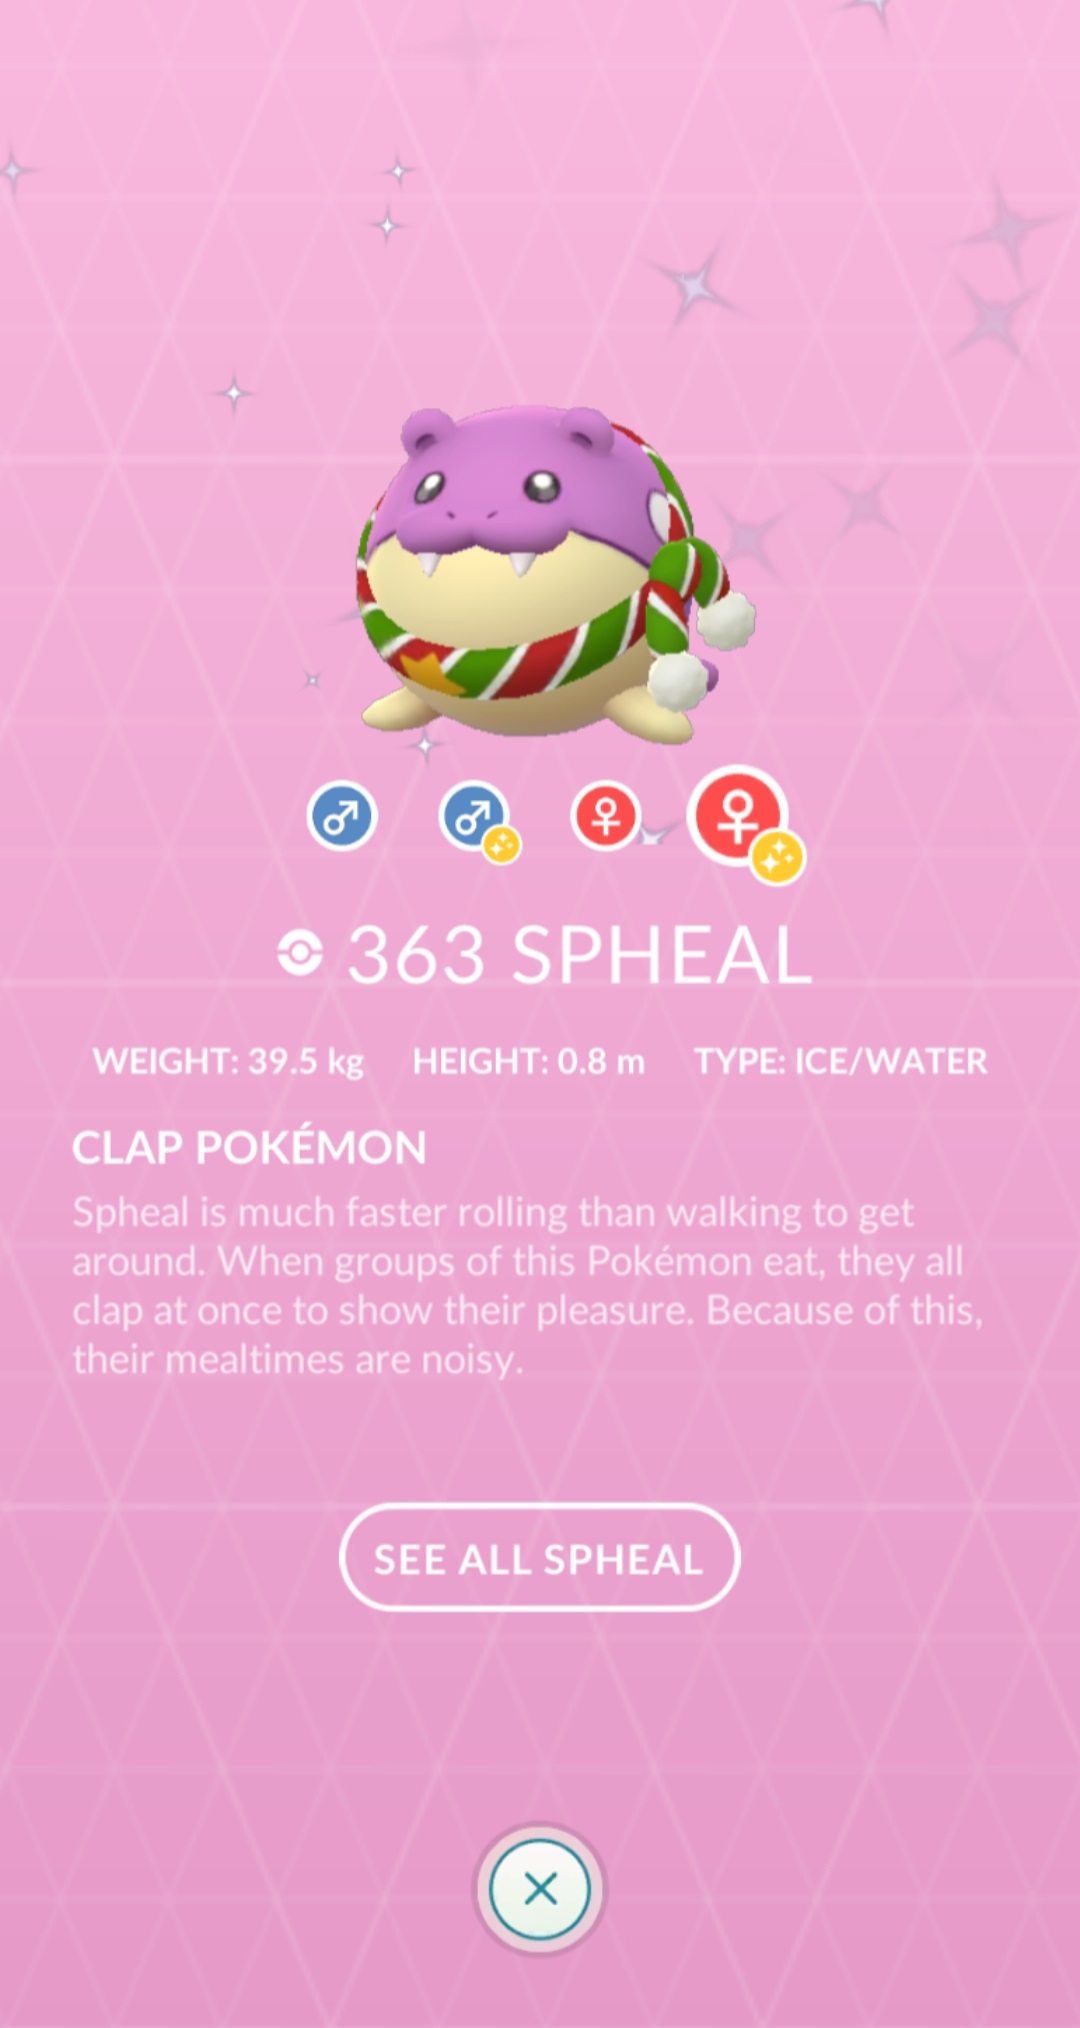 363 SPHEAL
WEIGHT: 39.5 kg HEIGHT: 0.8 m TYPE: ICE/WATER
CLAP POKÉMON
Spheal is much faster rolling than walking to get
around. When groups of this Pokémon eat, they all
clap at once to show their pleasure. Because of this,
their mealtimes are noisy.
SEE ALL SPHEAL